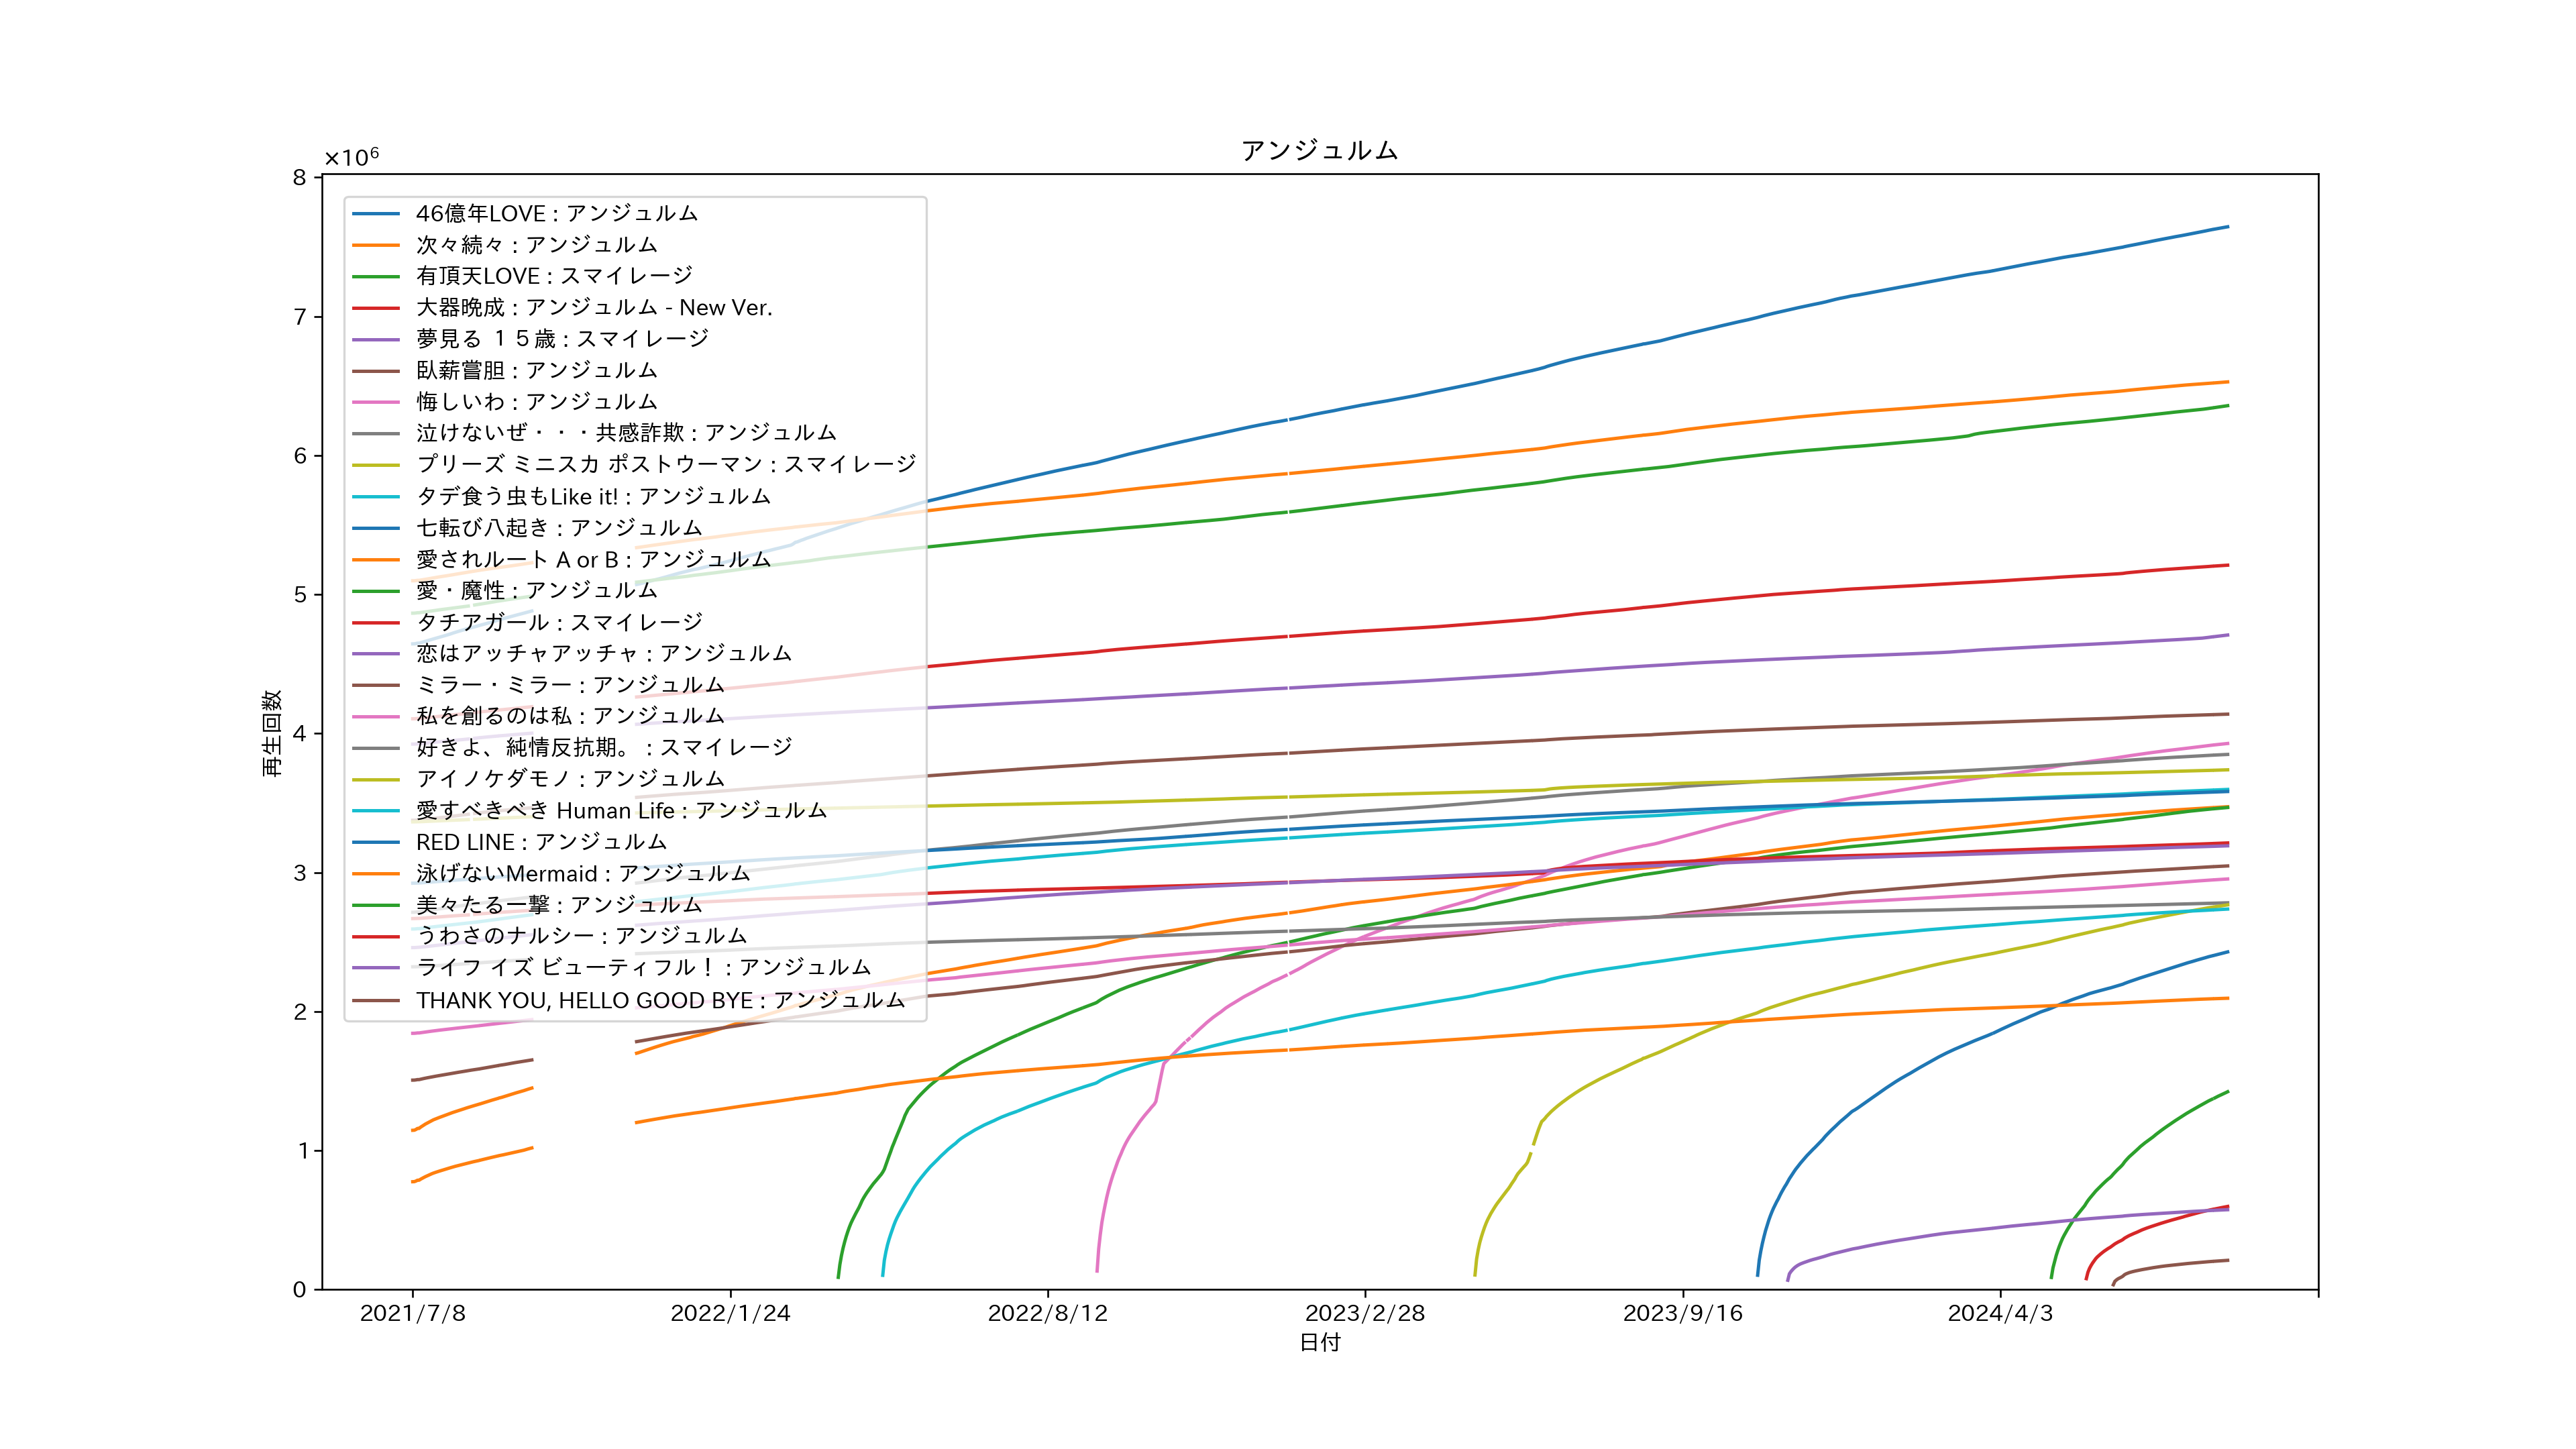 アンジュルム
×10⁶
8
7
6
5
4
3
2
1
0
再生回数
46億年LOVE : アンジュルム
次々続々 : アンジュルム
有頂天LOVE : スマイレージ
大器晩成 : アンジュルム - New Ver.
夢見る １５歳 : スマイレージ
臥薪嘗胆 : アンジュルム
悔しいわ : アンジュルム
泣けないぜ・・・共感詐欺 : アンジュルム
プリーズ ミニスカ ポストウーマン : スマイレージ
タデ食う虫もLike it! : アンジュルム
七転び八起き : アンジュルム
愛されルート A or B : アンジュルム
愛・魔性 : アンジュルム
タチアガール : スマイレージ
恋はアッチャアッチャ : アンジュルム
ミラー・ミラー : アンジュルム
私を創るのは私 : アンジュルム
好きよ、純情反抗期。 : スマイレージ
アイノケダモノ : アンジュルム
愛すべきべき Human Life : アンジュルム
RED LINE : アンジュルム
泳げないMermaid : アンジュルム
美々たる一撃 : アンジュルム
うわさのナルシー : アンジュルム
ライフ イズ ビューティフル！ : アンジュルム
THANK YOU, HELLO GOOD BYE : アンジュルム
2021/7/8 2022/1/24 2022/8/12 2023/2/28 2023/9/16 2024/4/3
日付